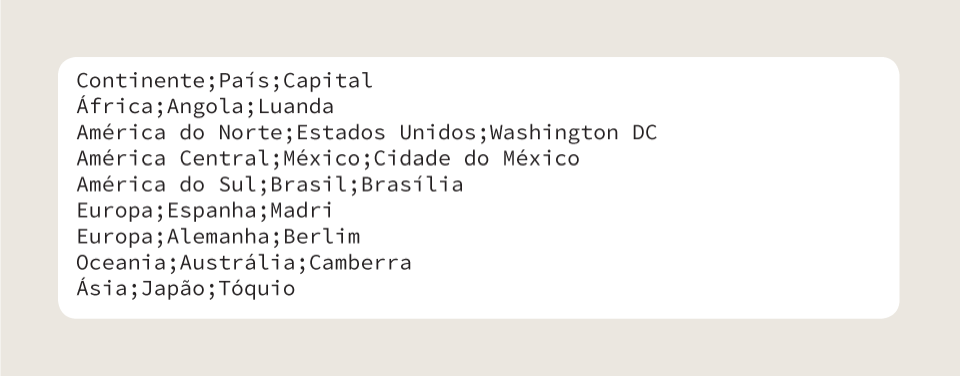 Continente;País;Capital
África;Angola;Luanda
América do Norte;Estados Unidos;Washington DC
América Central;México;Cidade do México
América do Sul;Brasil;Brasília
Europa;Espanha;Madri
Europa;Alemanha;Berlim
Oceania;Austrália;Camberra
Ásia;Japão;Tóquio